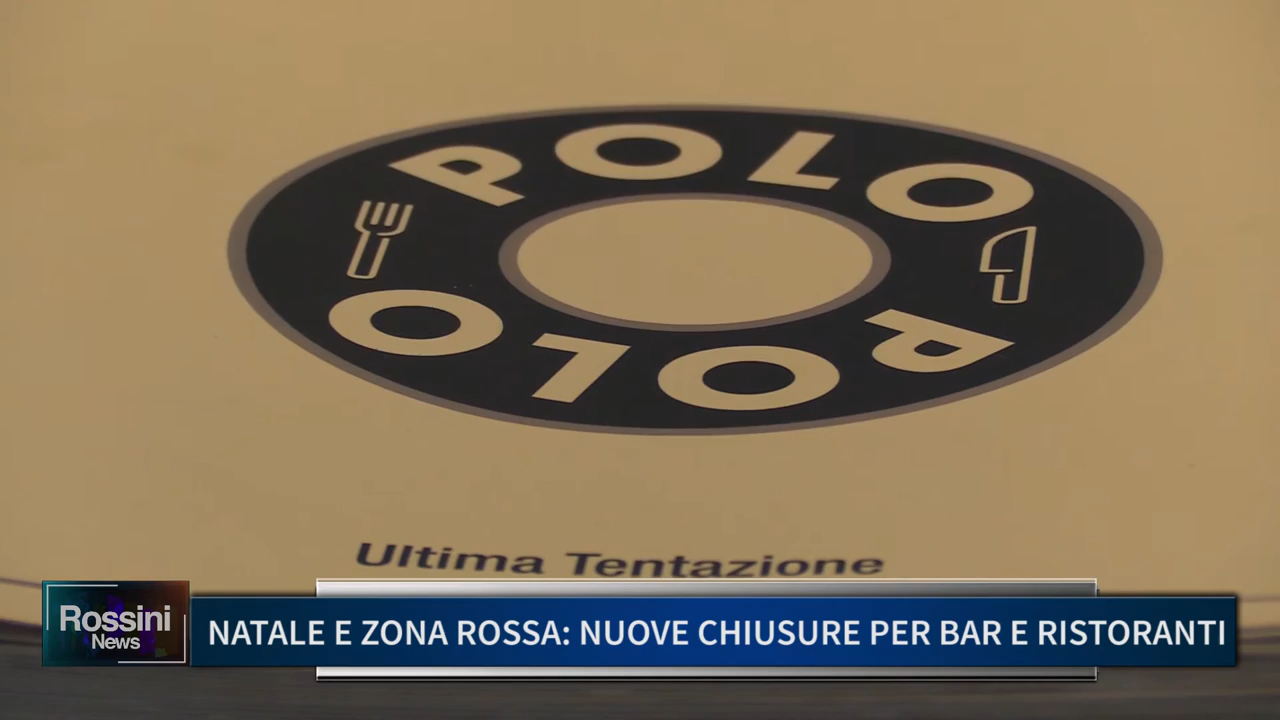 POLO
POLO
Ultima Tentazione
Rossini
News
NATALE E ZONA ROSSA: NUOVE CHIUSURE PER BAR E RISTORANTI